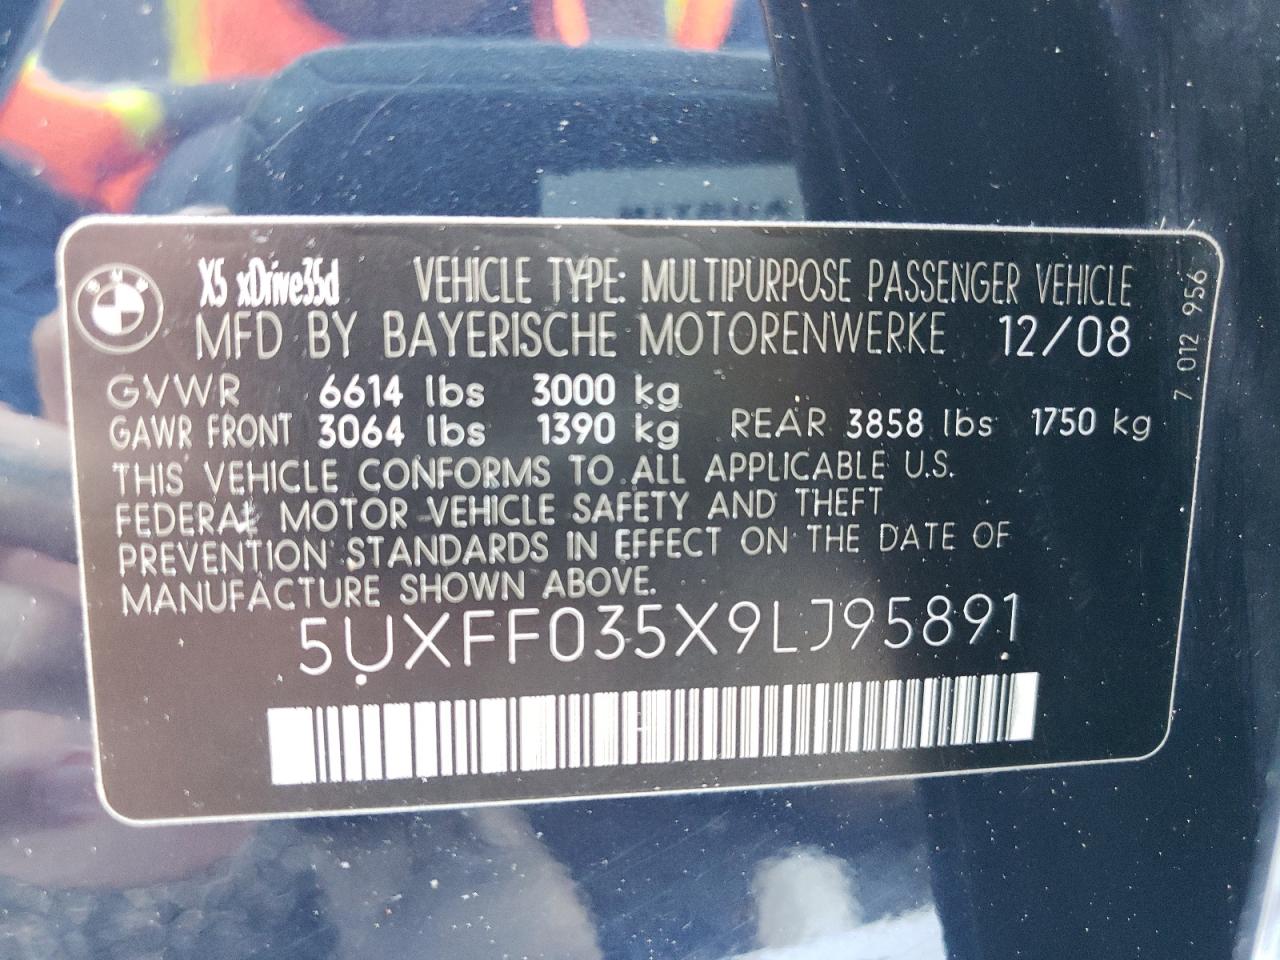 X5 xDrive35d VEHICLE TYPE: MULTIPURPOSE PASSENGER VEHICLE
MFD BY BAYERISCHE MOTORENWERKE 12/08
GVWR 6614 lbs 3000 kg
GAWR FRONT 3064 lbs 1390 kg REAR 3858 lbs 1750 kg
THIS VEHICLE CONFORMS TO ALL APPLICABLE U.S.
FEDERAL MOTOR VEHICLE SAFETY AND THEFT
PREVENTION STANDARDS IN EFFECT ON THE DATE OF
MANUFACTURE SHOWN ABOVE.
5UXFF035X9LJ95891
7 012 956
BMW